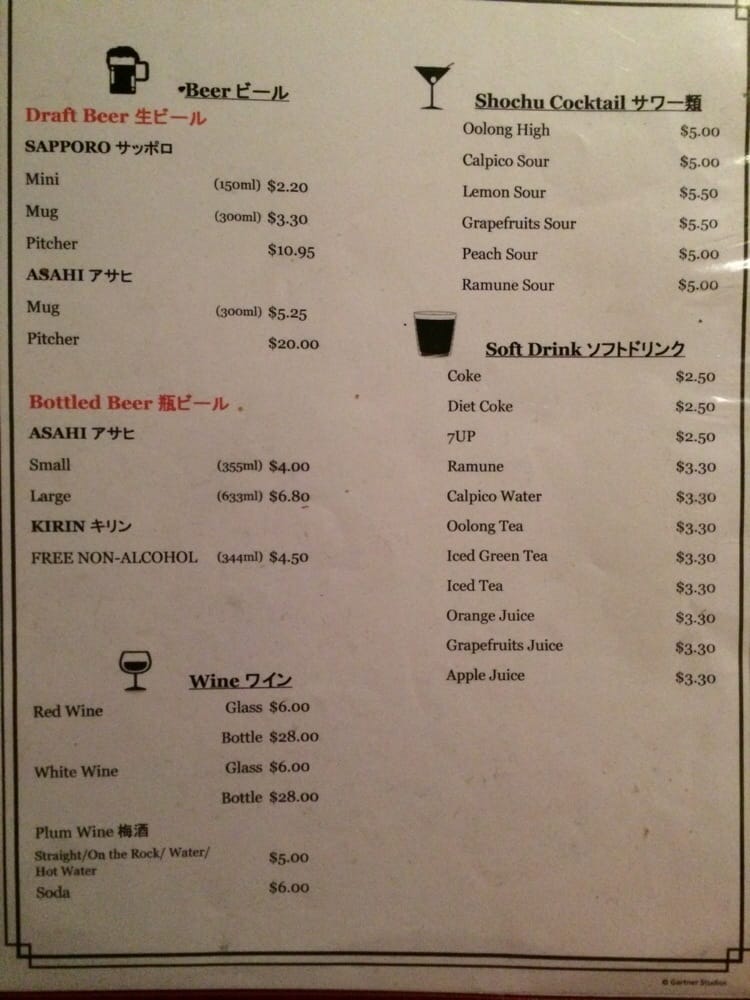 Beer ビール
Draft Beer 生ビール
SAPPORO サッポロ
Mini (150ml) $2.20
Mug (300ml) $3.30
Pitcher $10.95
ASAHI アサヒ
Mug (300ml) $5.25
Pitcher $20.00
Bottled Beer 瓶ビール
ASAHI アサヒ
Small (355ml) $4.00
Large (633ml) $6.80
KIRIN キリン
FREE NON-ALCOHOL (344ml) $4.50
Wine ワイン
Red Wine Glass $6.00
Bottle $28.00
White Wine Glass $6.00
Bottle $28.00
Plum Wine 梅酒
Straight/On the Rock/ Water/
Hot Water $5.00
Soda $6.00
Shochu Cocktail サワー類
Oolong High $5.00
Calpico Sour $5.00
Lemon Sour $5.50
Grapefruits Sour $5.50
Peach Sour $5.00
Ramune Sour $5.00
Soft Drink ソフトドリンク
Coke $2.50
Diet Coke $2.50
7UP $2.50
Ramune $3.30
Calpico Water $3.30
Oolong Tea $3.30
Iced Green Tea $3.30
Iced Tea $3.30
Orange Juice $3.30
Grapefruits Juice $3.30
Apple Juice $3.30
© Gartner Studios